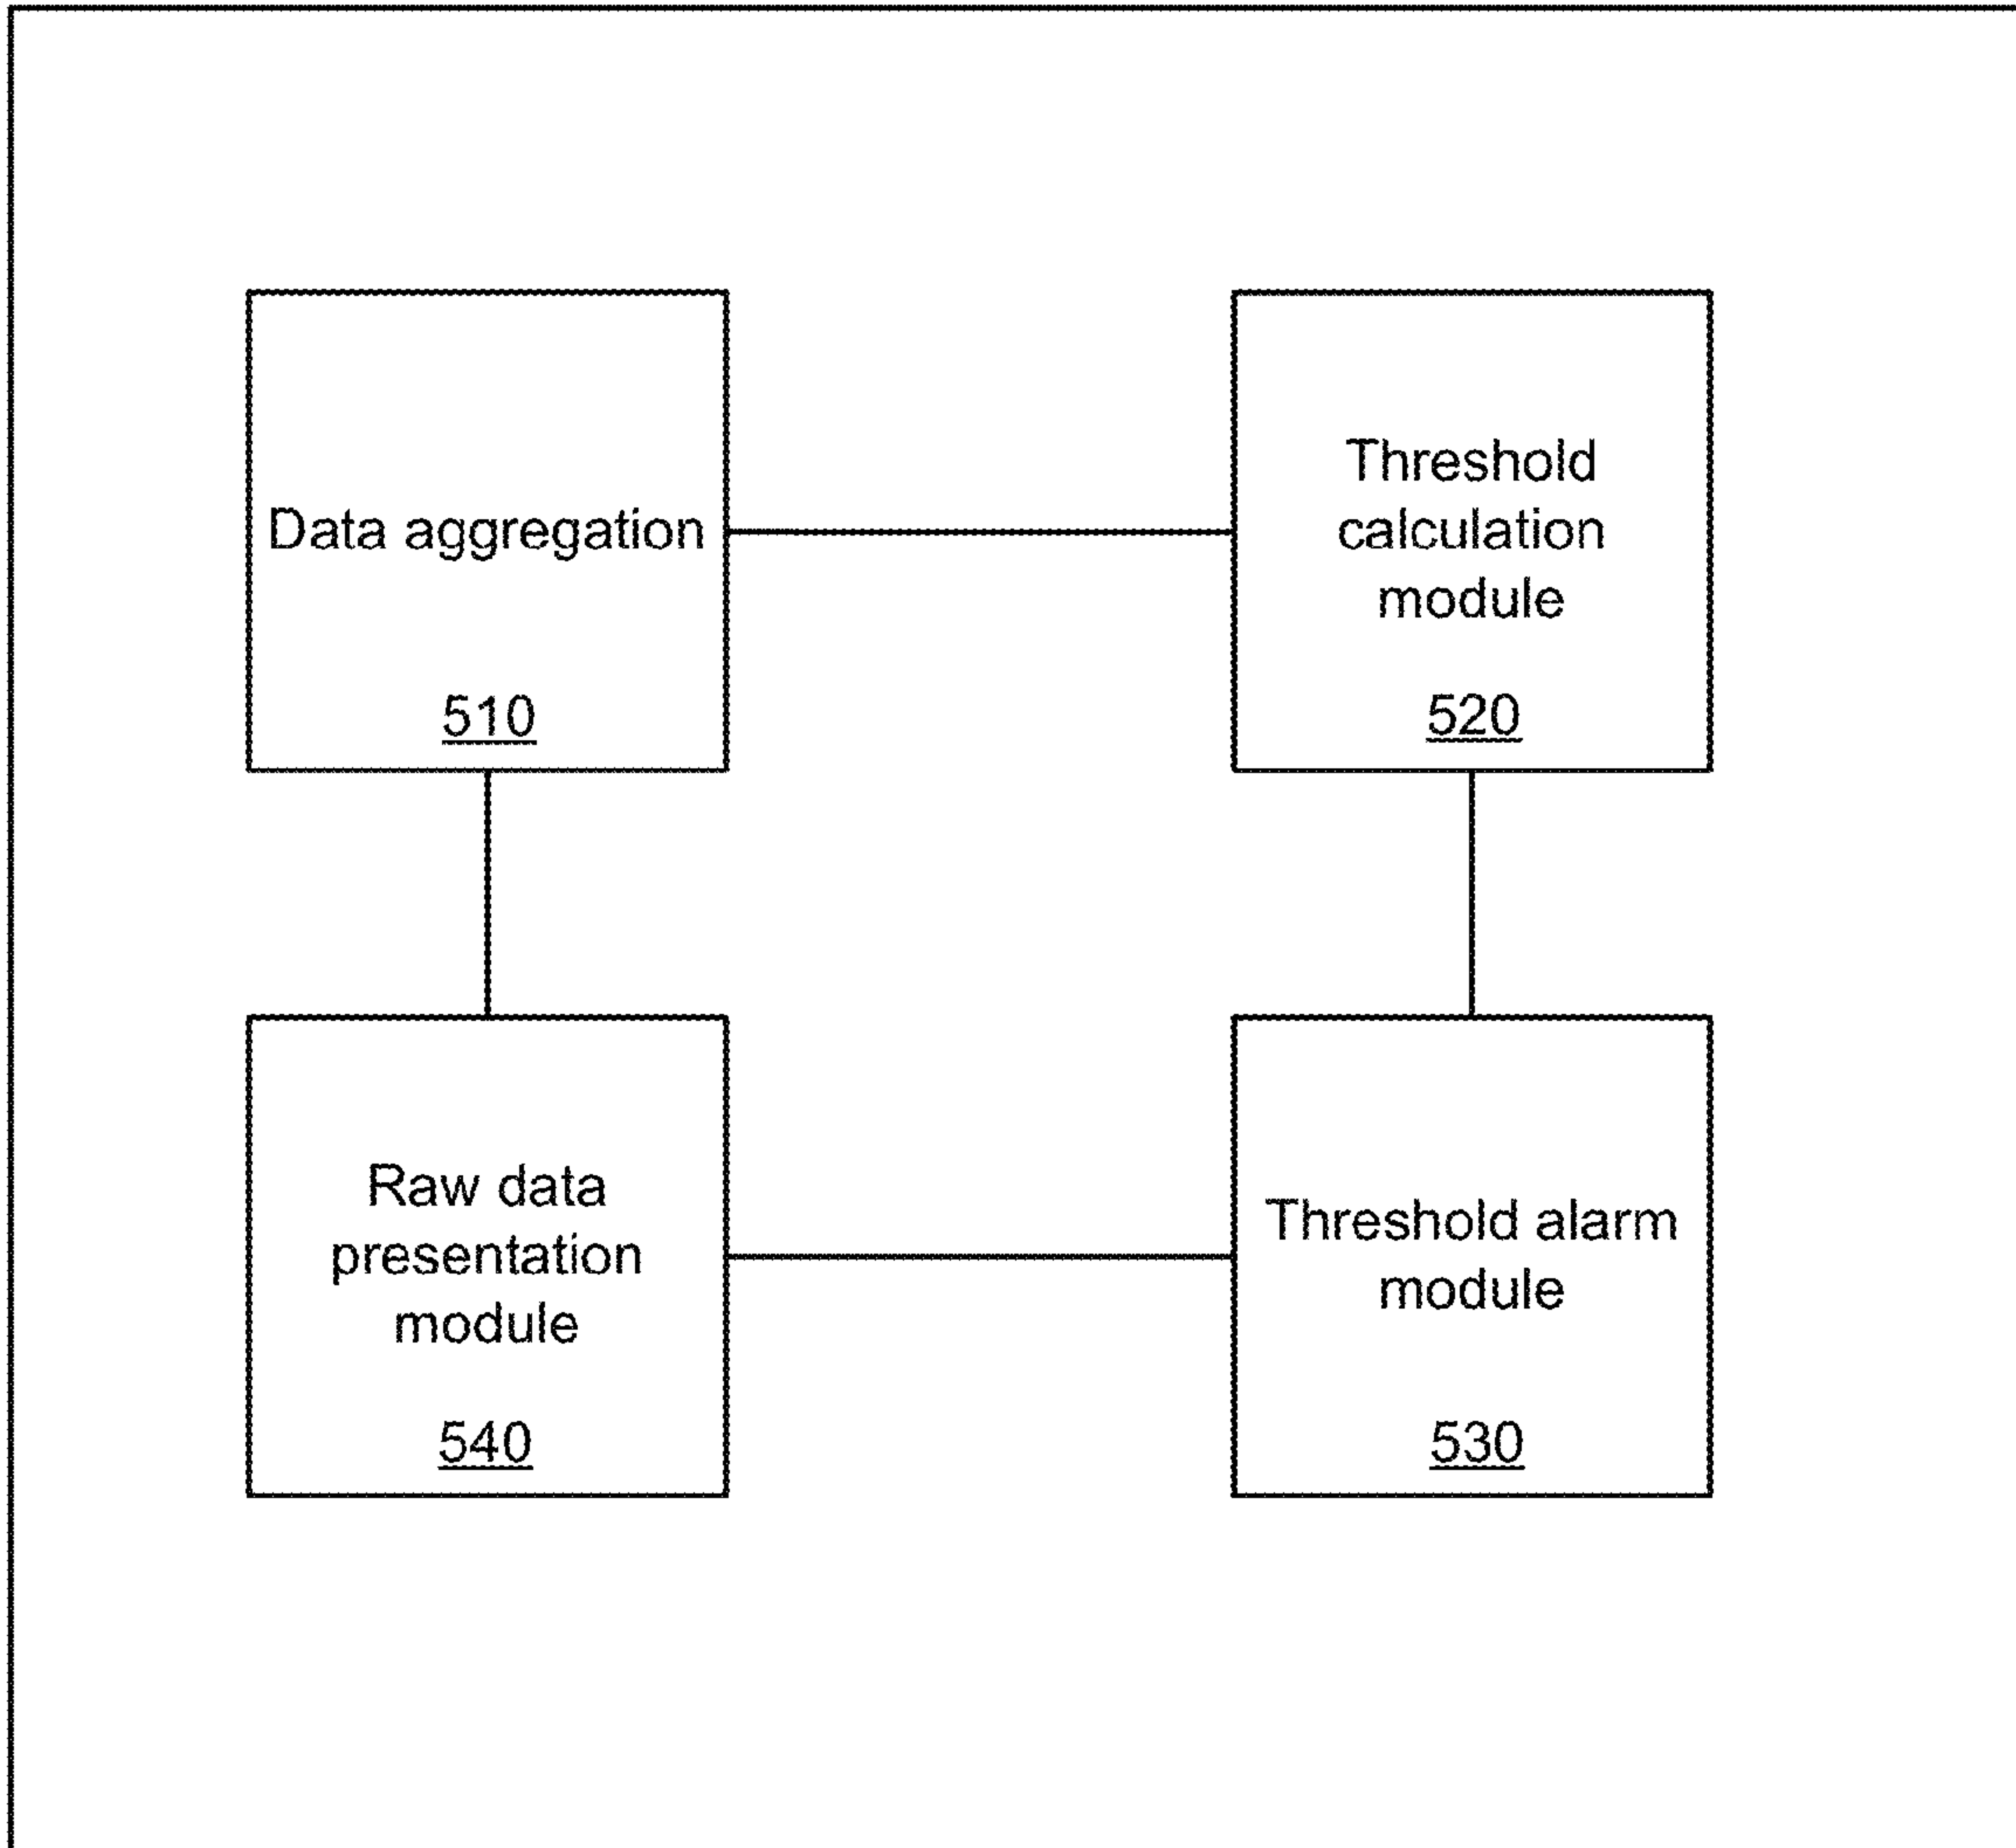 Data aggregation
510
Threshold
calculation
module
520
Raw data
presentation
module
540
Threshold alarm
module
530